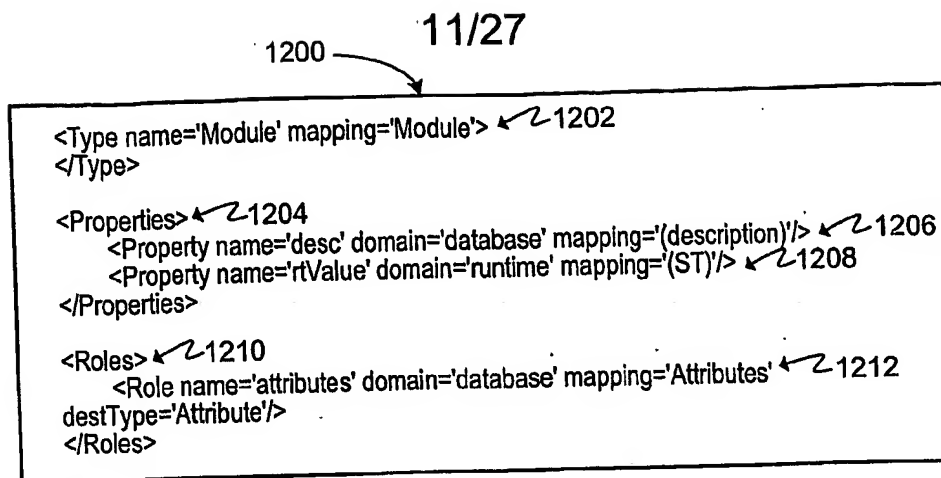 11/27
1200
<Type name='Module' mapping='Module'> 1202
</Type>
<Properties> 1204
<Property name='desc' domain='database' mapping='(description)'/> 1206
<Property name='rtValue' domain='runtime' mapping='(ST)'/> 1208
</Properties>
<Roles> 1210
<Role name='attributes' domain='database' mapping='Attributes' 1212
destType='Attribute'/>
</Roles>